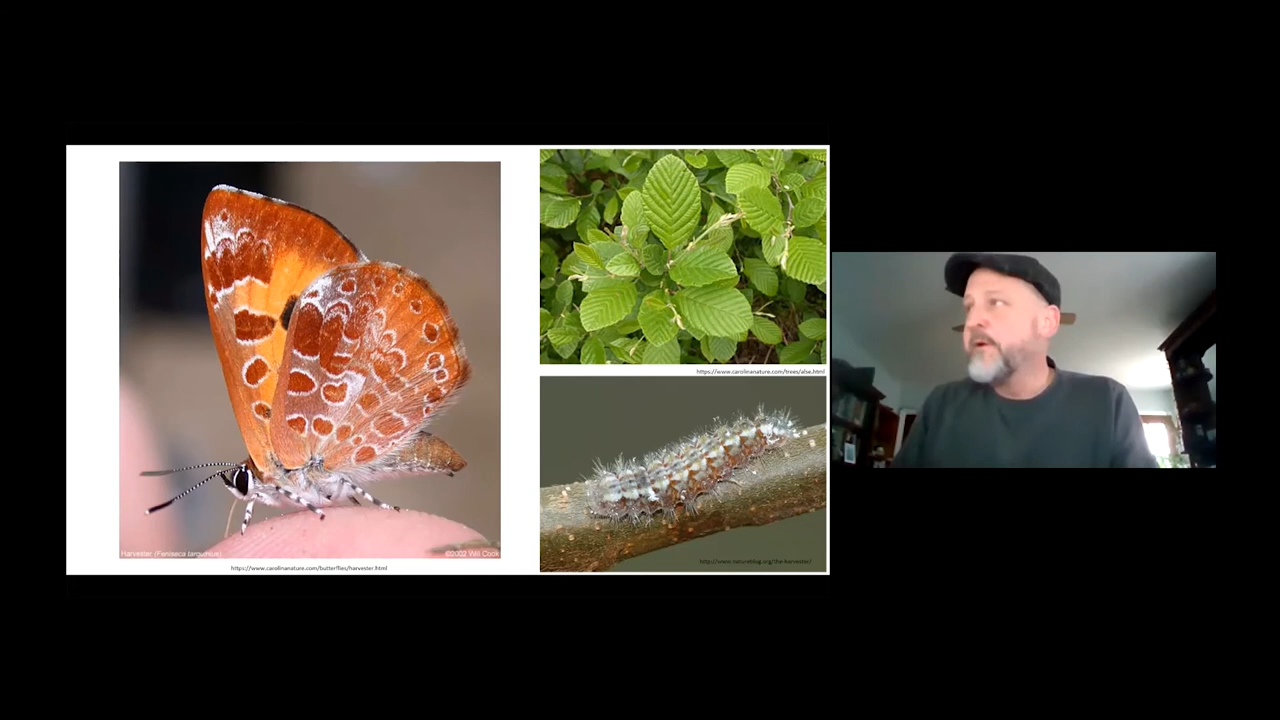 Harvester (Feniseca tarquinius)
©2002 Will Cook
https://www.carolinanature.com/butterflies/harvester.html
https://www.carolinanature.com/trees/alse.html
http://www.natureblog.org/the-harvester/